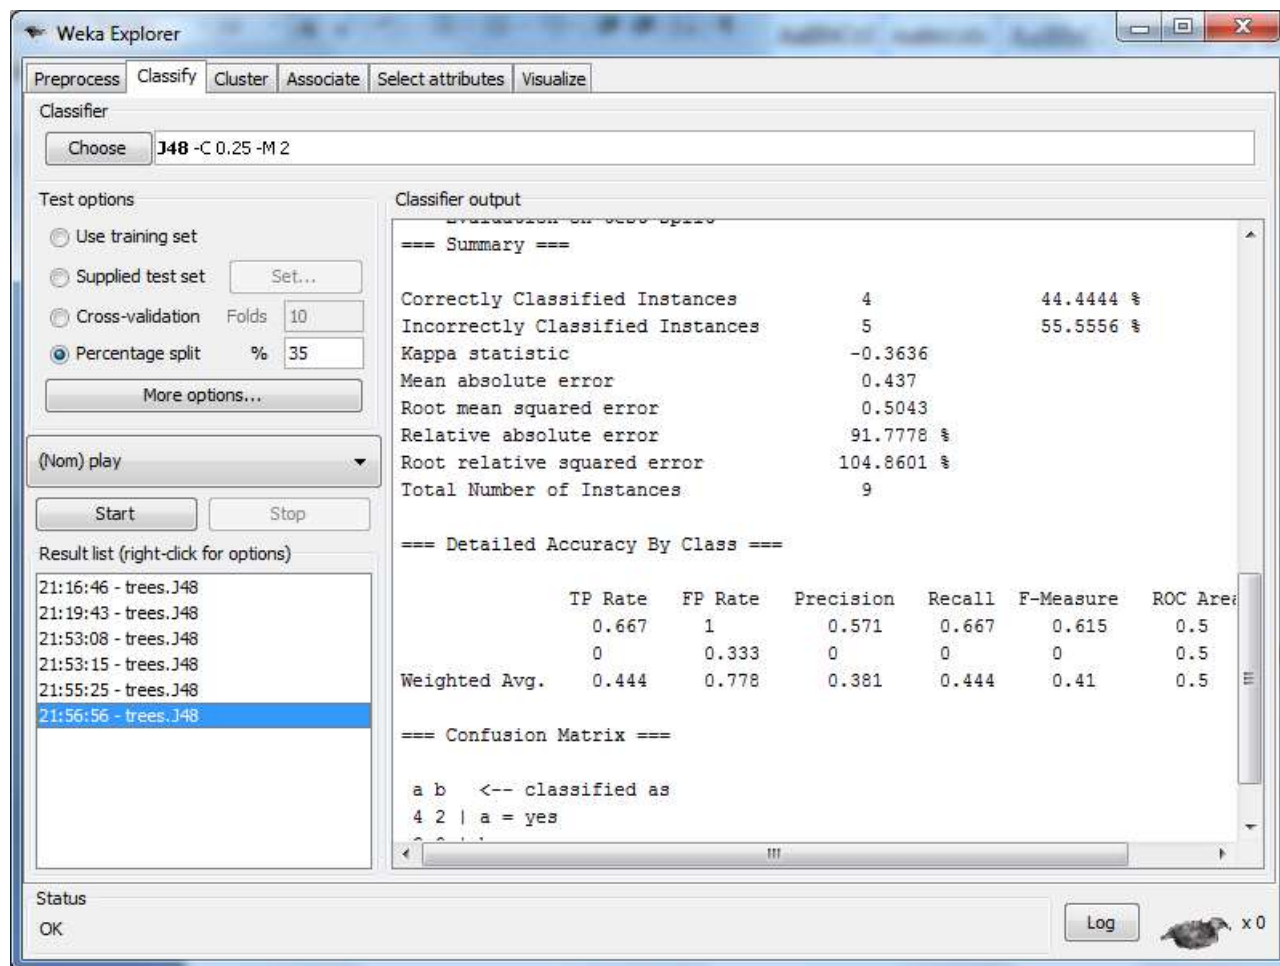 Weka Explorer
Preprocess Classify Cluster Associate Select attributes Visualize
Classifier
Choose J48 -C 0.25 -M 2
Test options
Use training set
Supplied test set Set...
Cross-validation Folds 10
Percentage split % 35
More options...
(Nom) play
Start Stop
Result list (right-click for options)
21:16:46 - trees.J48
21:19:43 - trees.J48
21:53:08 - trees.J48
21:53:15 - trees.J48
21:55:25 - trees.J48
21:56:56 - trees.J48
Classifier output
=== Summary ===
Correctly Classified Instances 4 44.4444 %
Incorrectly Classified Instances 5 55.5556 %
Kappa statistic -0.3636
Mean absolute error 0.437
Root mean squared error 0.5043
Relative absolute error 91.7778 %
Root relative squared error 104.8601 %
Total Number of Instances 9
=== Detailed Accuracy By Class ===
TP Rate FP Rate Precision Recall F-Measure ROC Area
0.667 1 0.571 0.667 0.615 0.5
0 0.333 0 0 0 0.5
Weighted Avg. 0.444 0.778 0.381 0.444 0.41 0.5
=== Confusion Matrix ===
a b <-- classified as
4 2 | a = yes
Status
OK
Log x 0